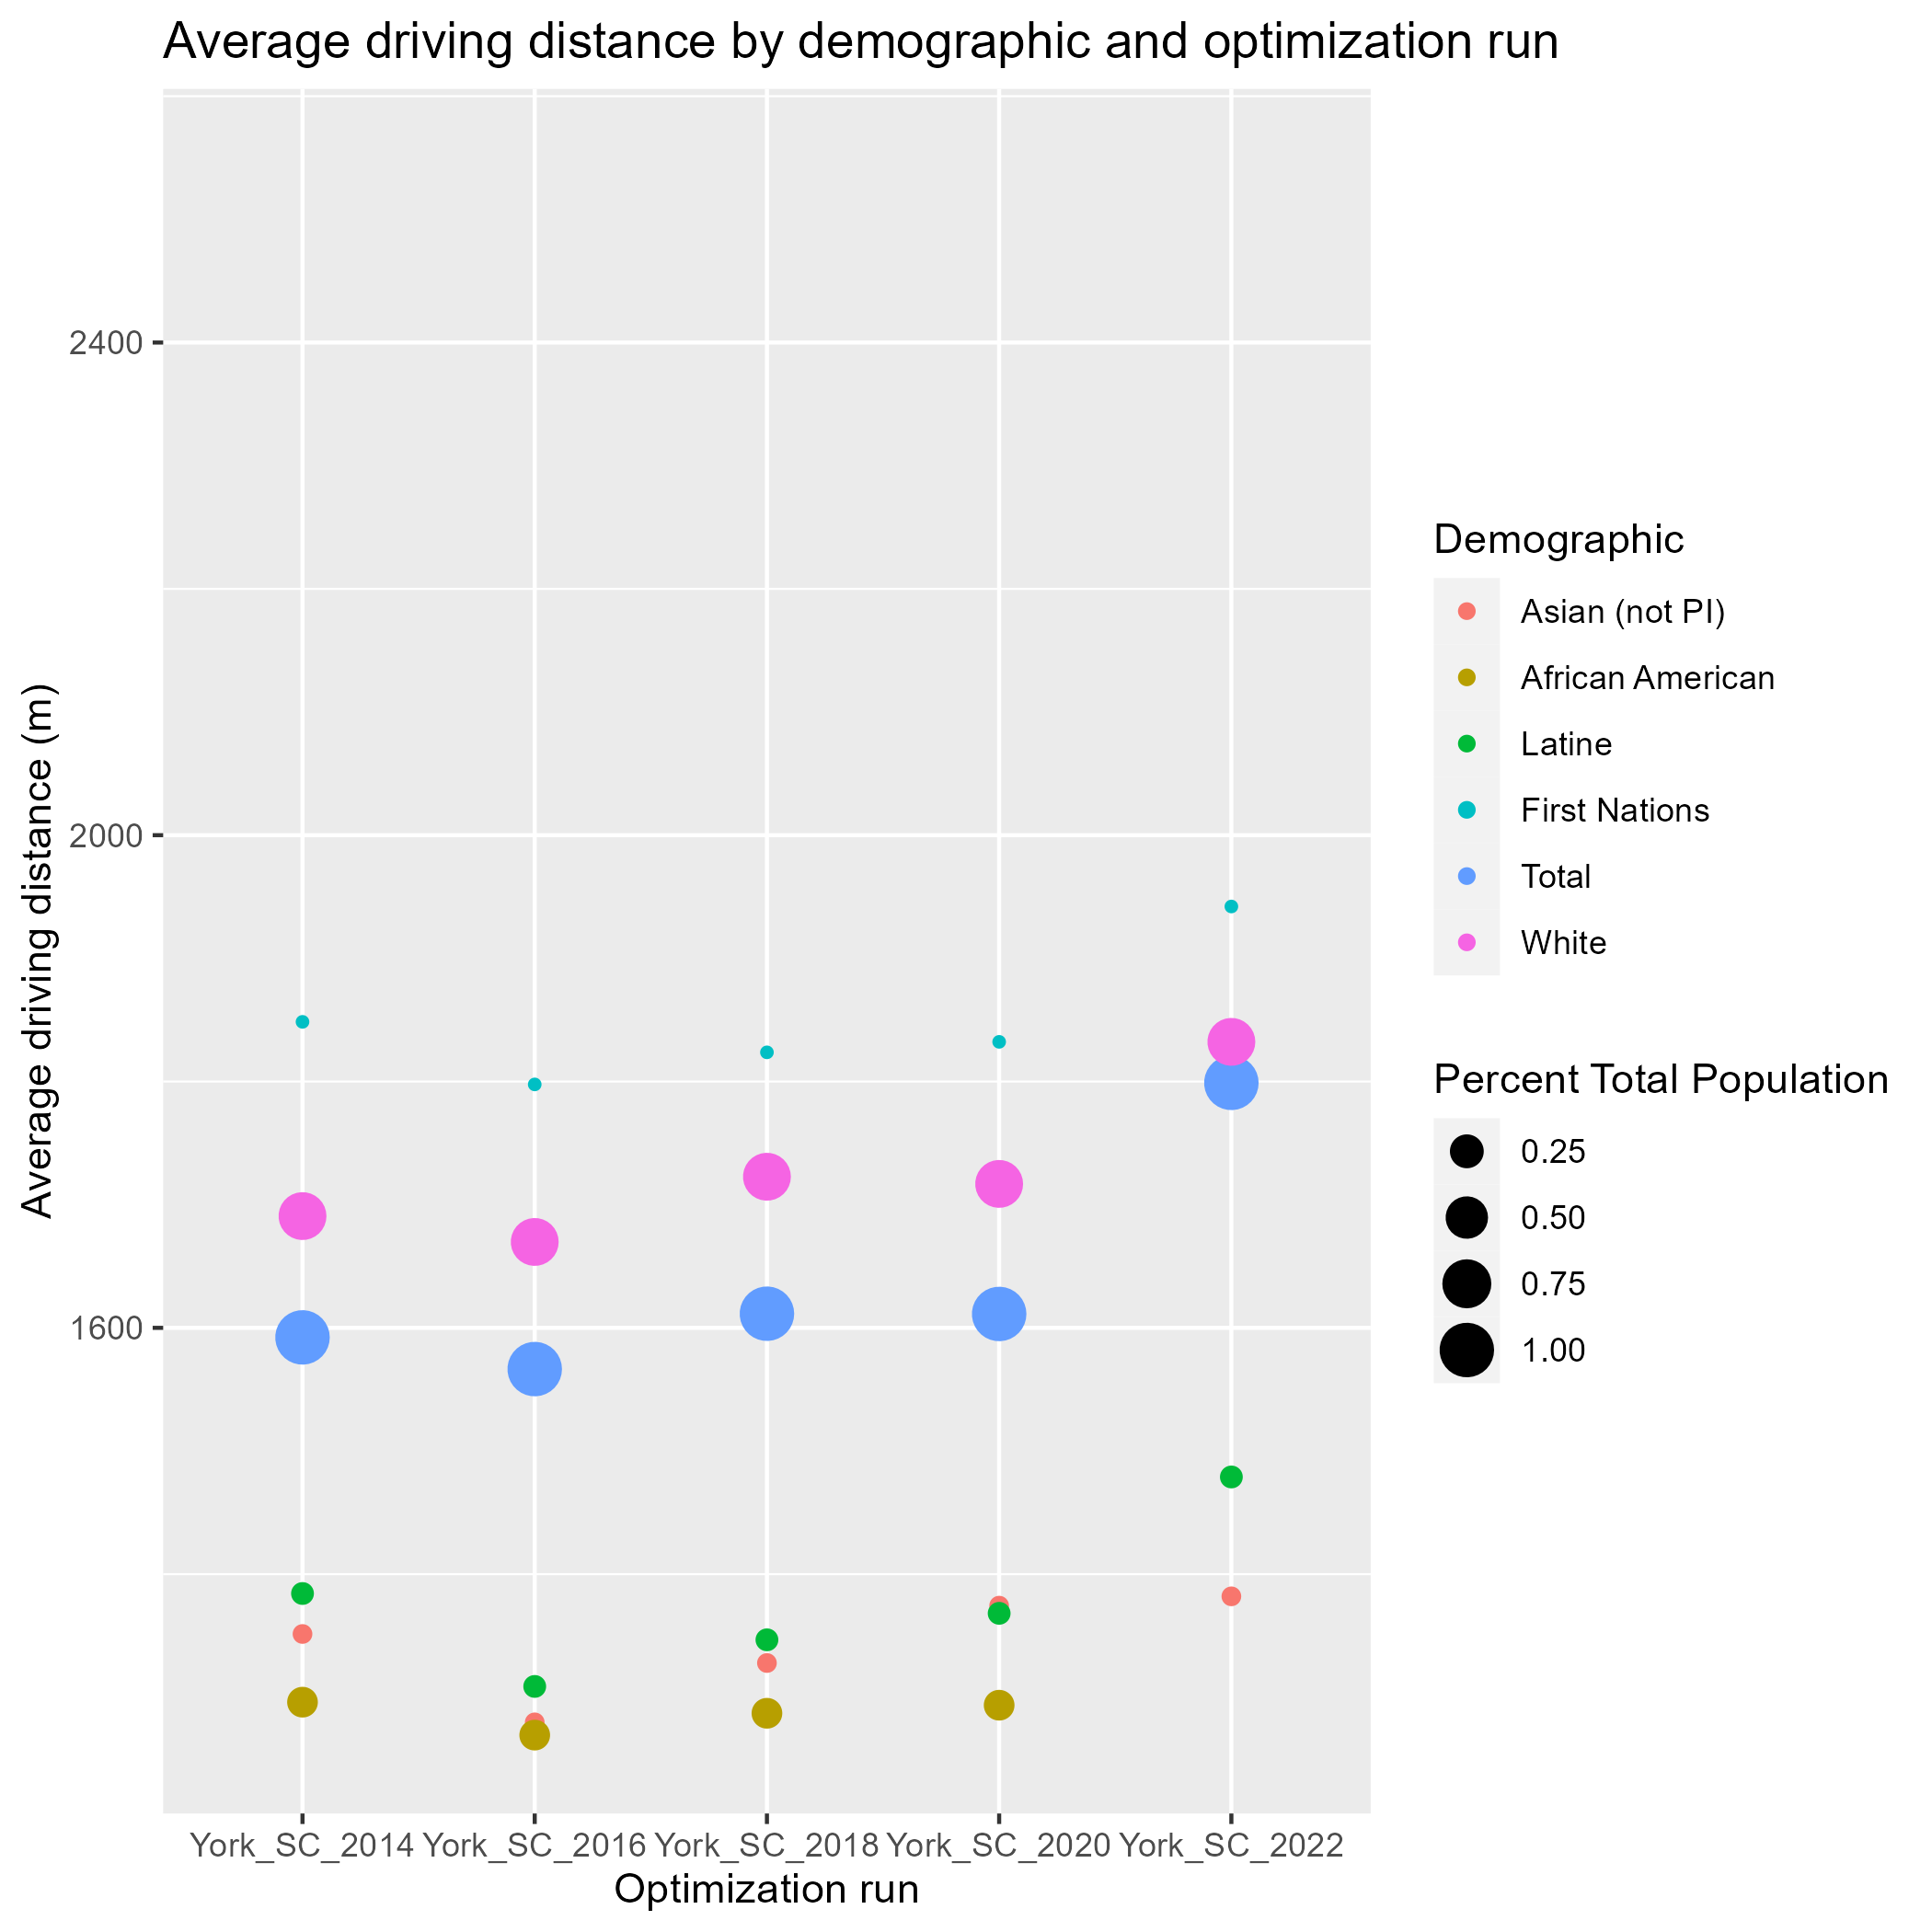 Average driving distance by demographic and optimization run
Average driving distance (m)
2400
2000
1600
York_SC_2014 York_SC_2016 York_SC_2018 York_SC_2020 York_SC_2022
Optimization run
Demographic
Asian (not PI)
African American
Latine
First Nations
Total
White
Percent Total Population
0.25
0.50
0.75
1.00